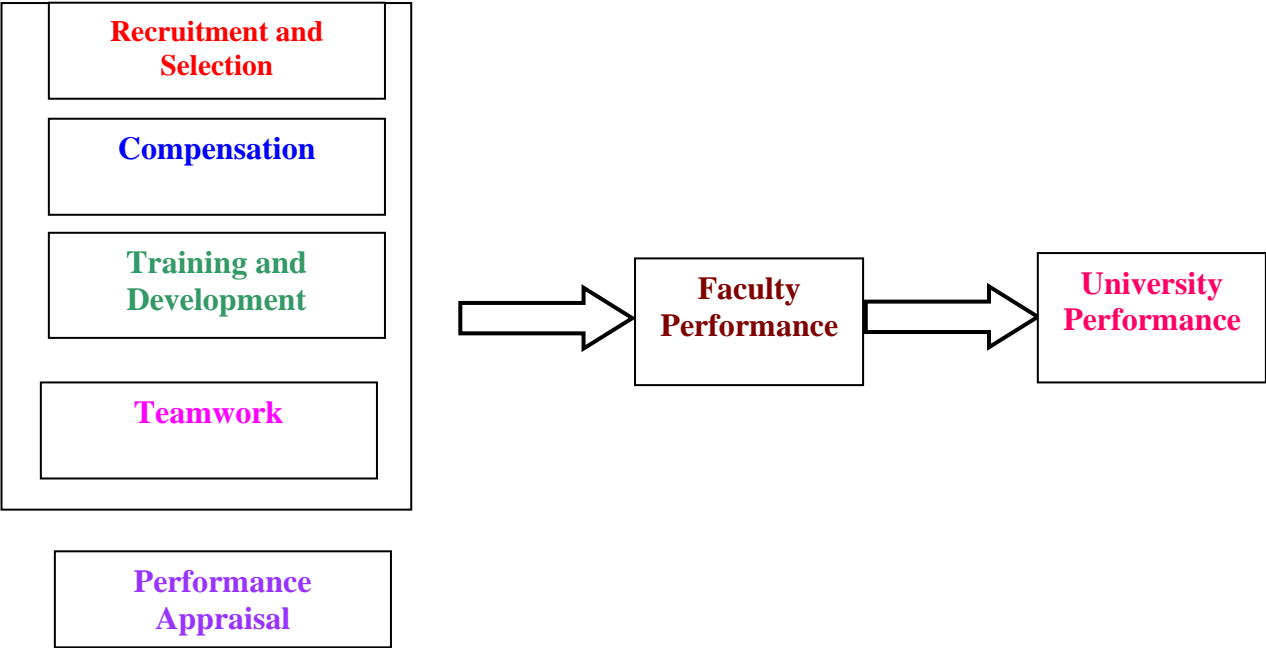 Recruitment and
Selection
Compensation
Training and
Development
Teamwork
Performance
Appraisal
Faculty
Performance
University
Performance